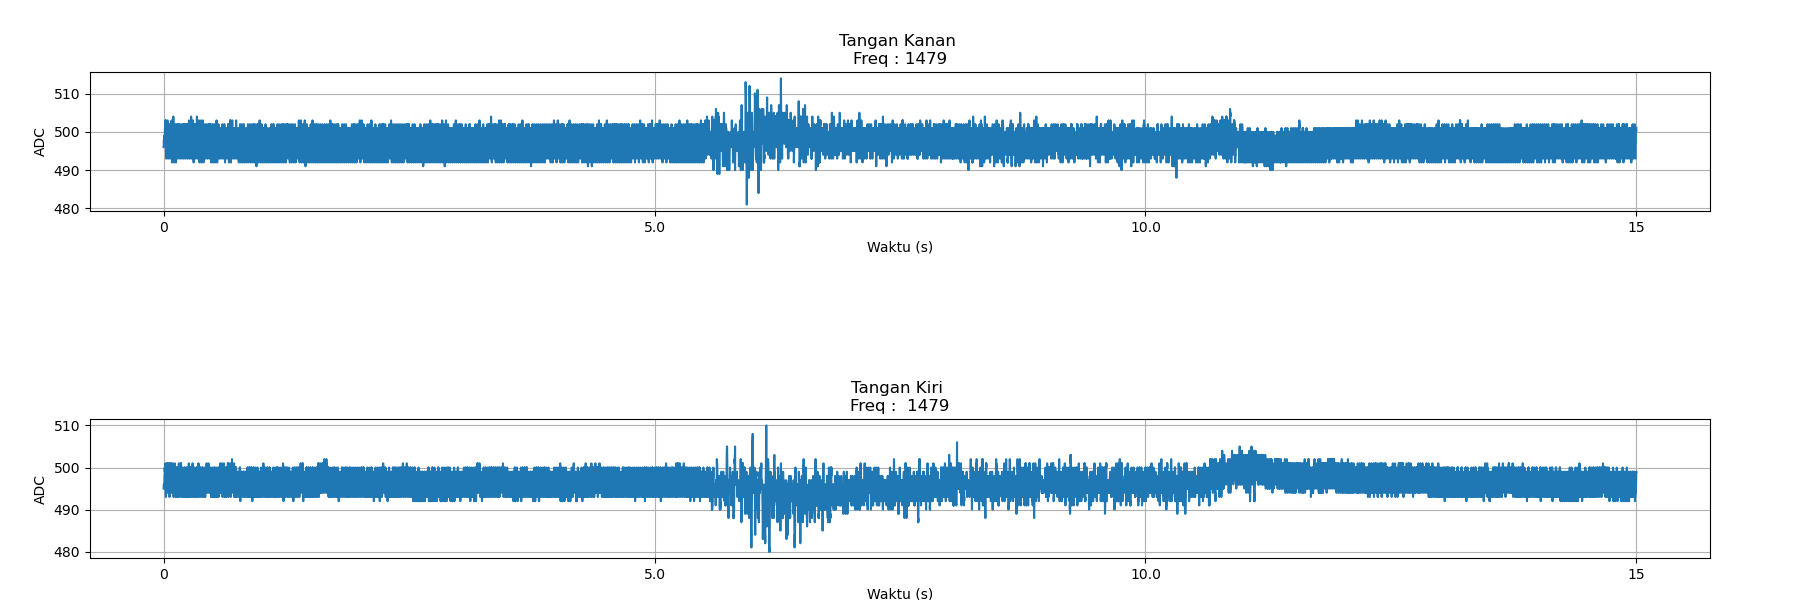 Tangan Kanan
Freq : 1479
510
500
490
480
ADC
0
5.0
10.0
15
Waktu (s)
Tangan Kiri
Freq :  1479
510
500
490
480
ADC
0
5.0
10.0
15
Waktu (s)